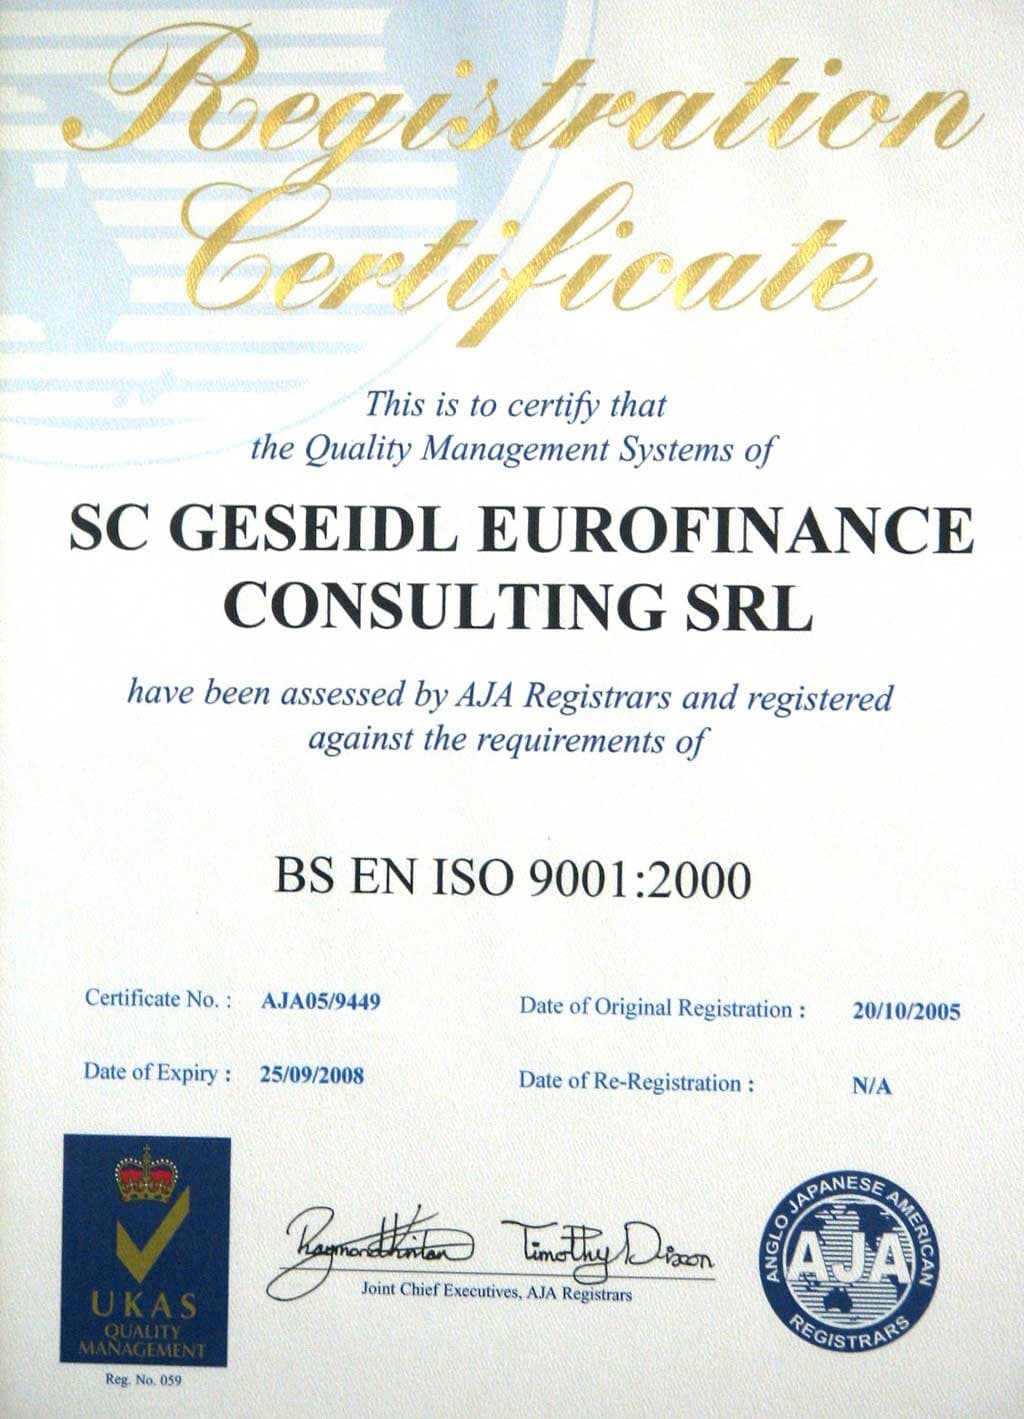 Registration
Certificate
This is to certify that
the Quality Management Systems of
SC GESEIDL EUROFINANCE
CONSULTING SRL
have been assessed by AJA Registrars and registered
against the requirements of
BS EN ISO 9001:2000
Certificate No. : AJA05/9449
Date of Original Registration : 20/10/2005
Date of Expiry : 25/09/2008
Date of Re-Registration : N/A
UKAS
QUALITY
MANAGEMENT
Reg. No. 059
Timothy Dixon
Joint Chief Executives, AJA Registrars
ANGLO JAPANESE AMERICAN
AJA
REGISTRARS